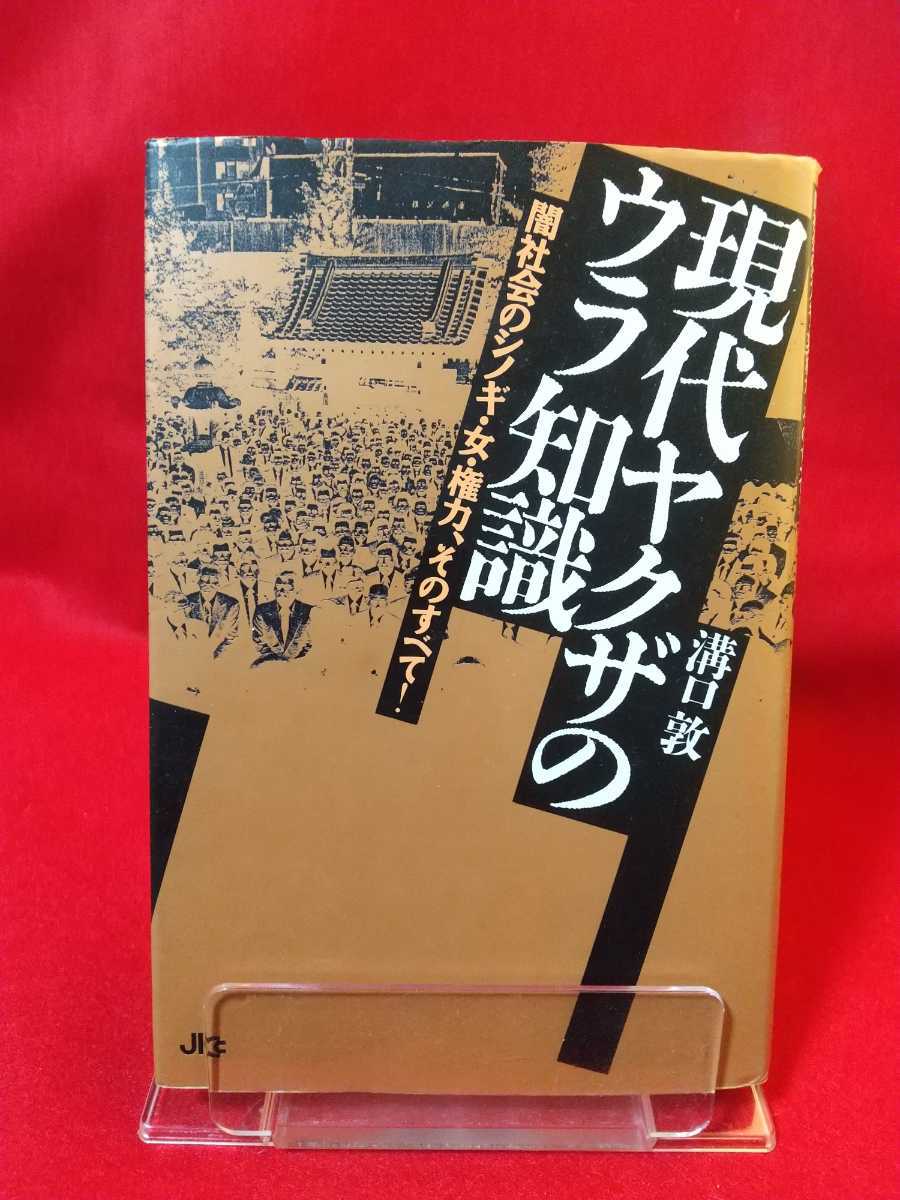 現代ヤクザの
ウラ知識
溝口敦
闇社会のシノギ・女・権力、そのすべて！
JICC